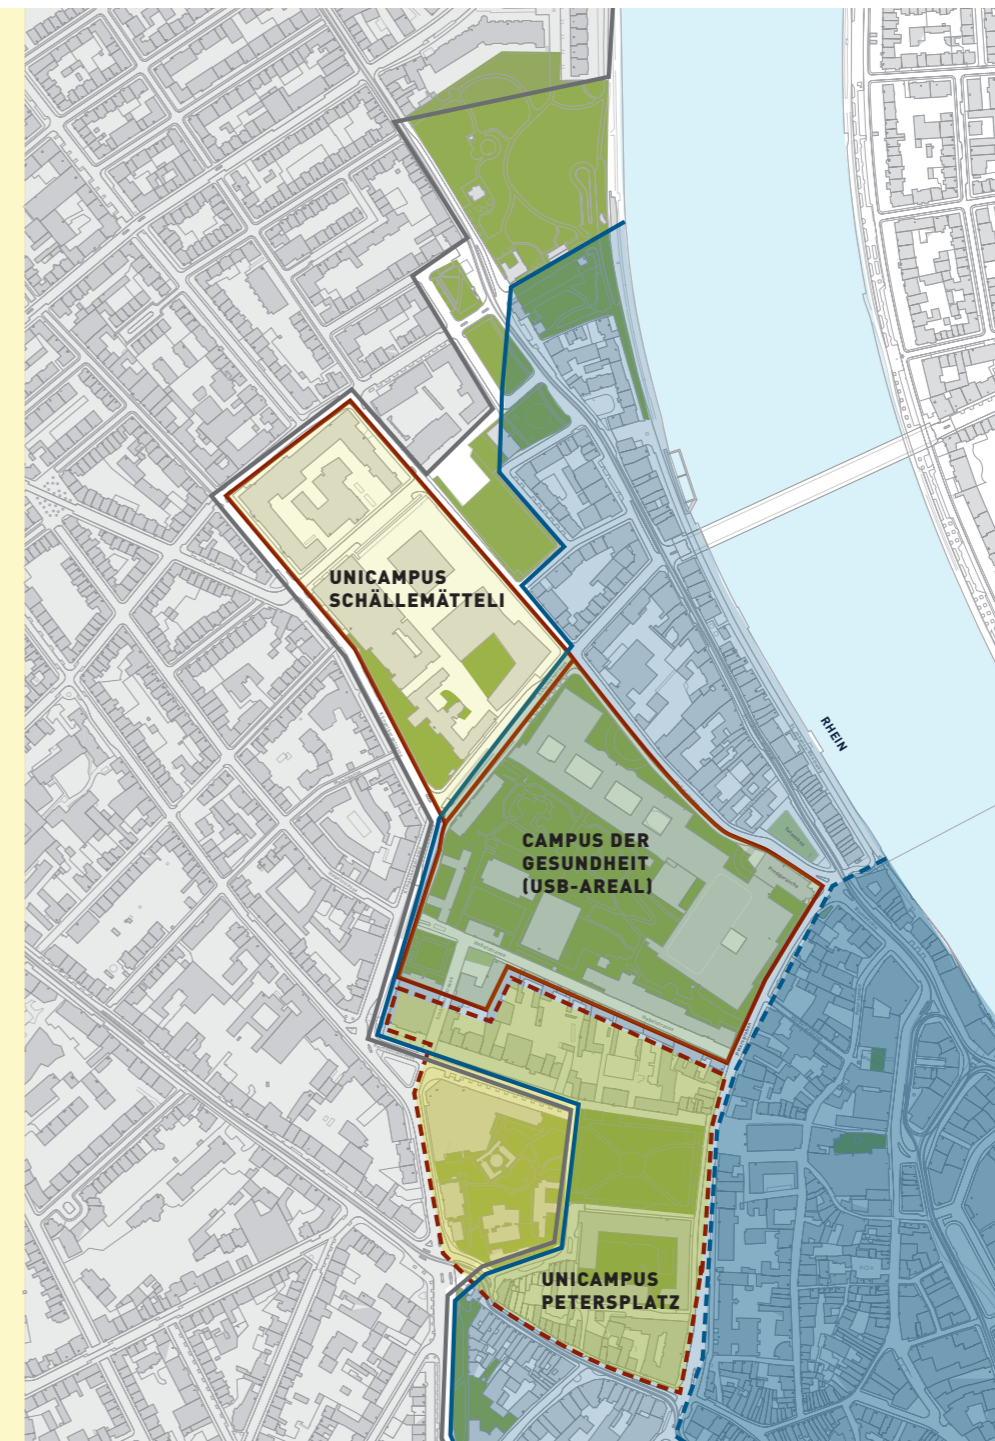 UNICAMPUS
SCHÄLLEMÄTTELI
RHEIN
CAMPUS DER
GESUNDHEIT
(USB-AREAL)
UNICAMPUS
PETERSPLATZ